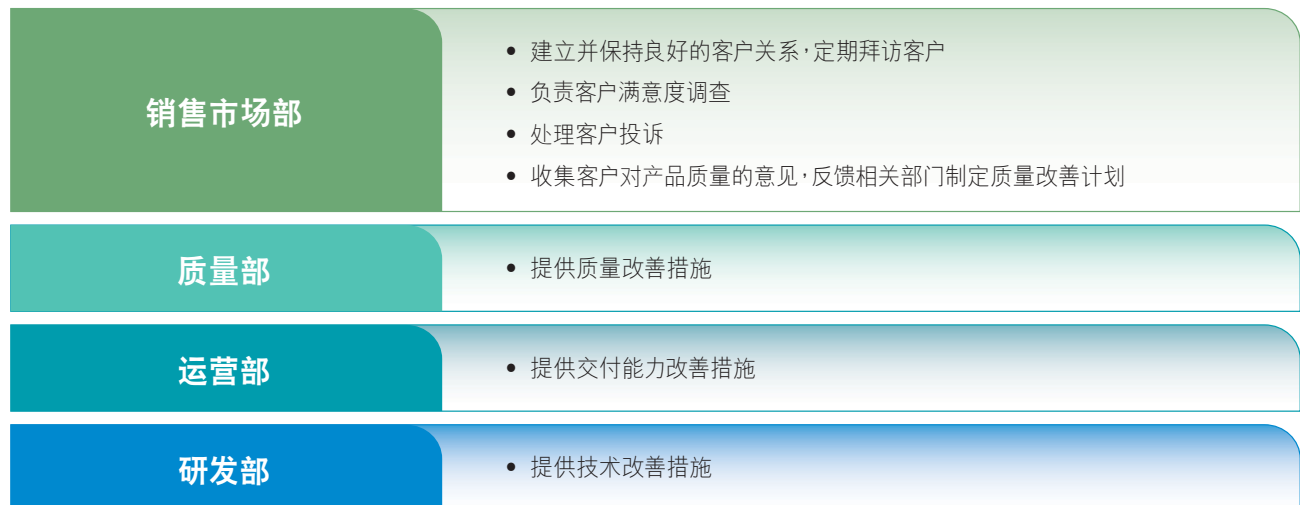 销售市场部
• 建立并保持良好的客户关系，定期拜访客户
• 负责客户满意度调查
• 处理客户投诉
• 收集客户对产品质量的意见，反馈相关部门制定质量改善计划
质量部
• 提供质量改善措施
运营部
• 提供交付能力改善措施
研发部
• 提供技术改善措施